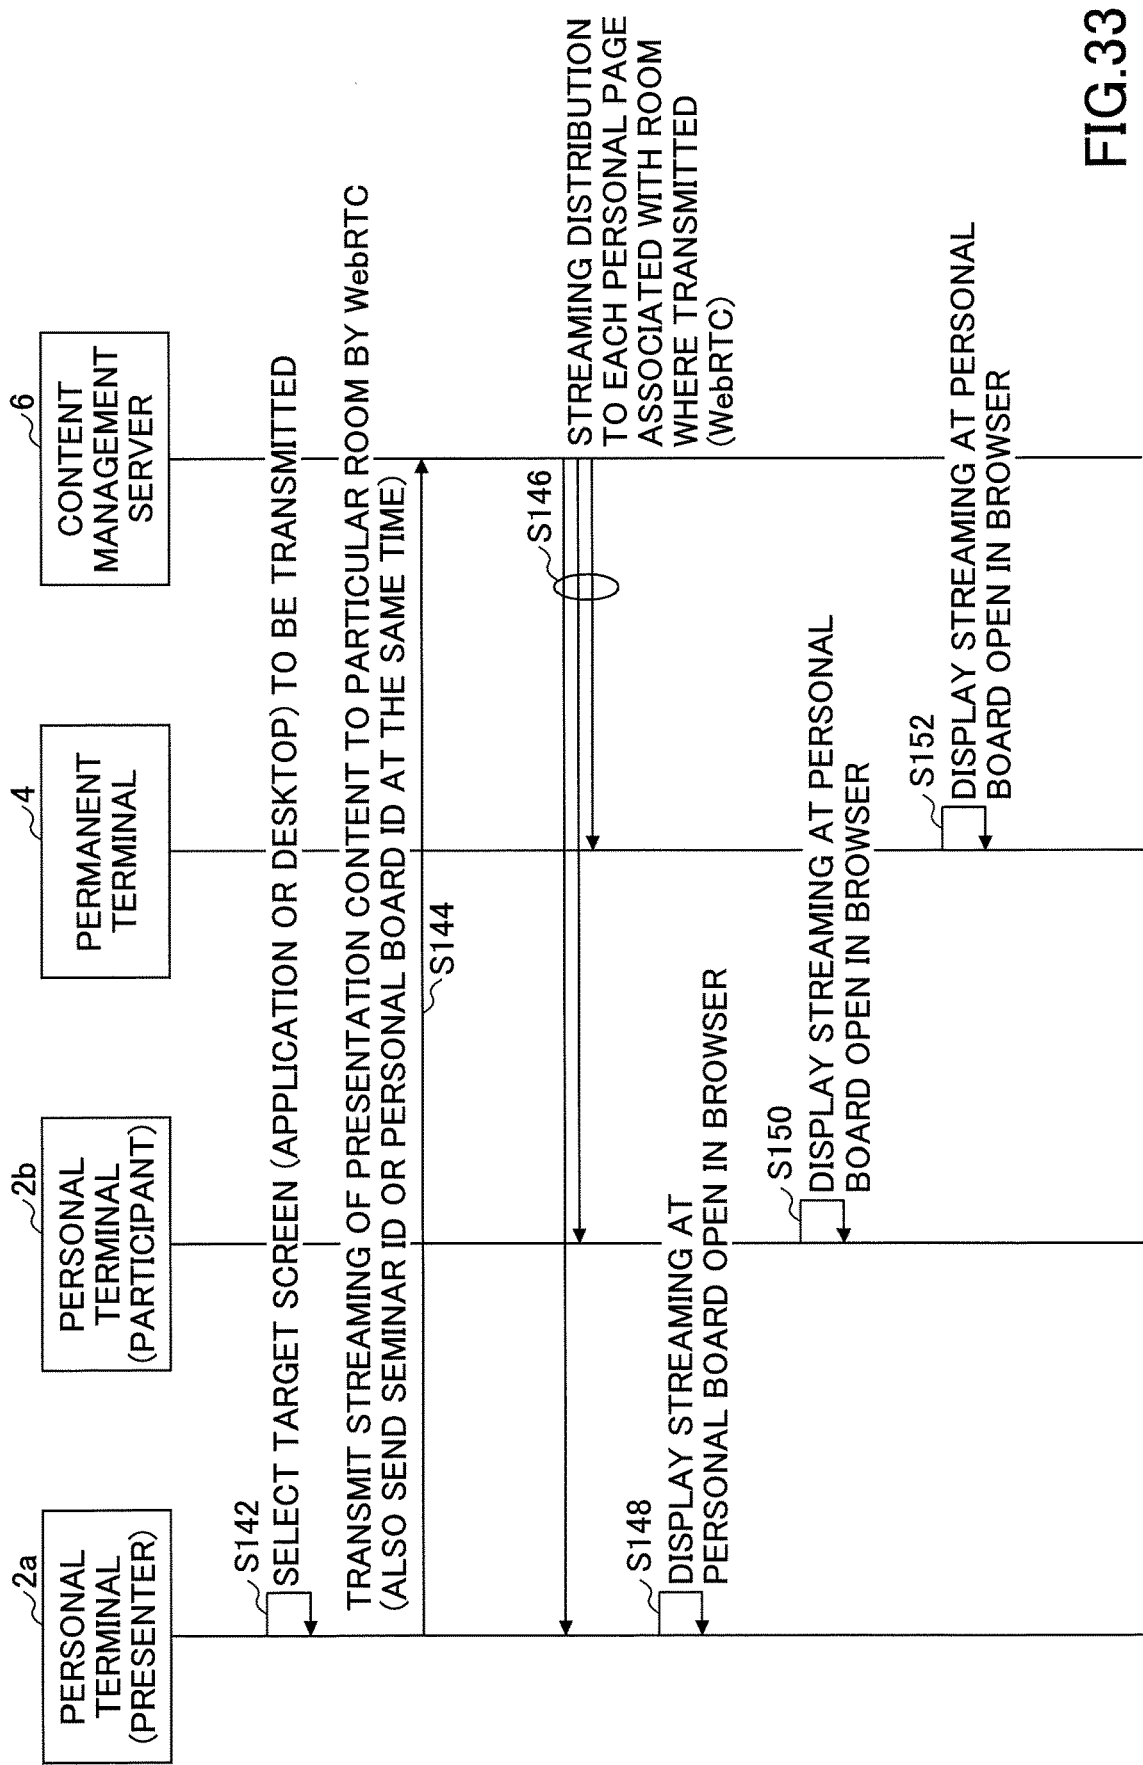 2a
PERSONAL
TERMINAL
(PRESENTER)
2b
PERSONAL
TERMINAL
(PARTICIPANT)
4
PERMANENT
TERMINAL
6
CONTENT
MANAGEMENT
SERVER
S142
SELECT TARGET SCREEN (APPLICATION OR DESKTOP) TO BE TRANSMITTED
TRANSMIT STREAMING OF PRESENTATION CONTENT TO PARTICULAR ROOM BY WebRTC
(ALSO SEND SEMINAR ID OR PERSONAL BOARD ID AT THE SAME TIME)
S144
S146
STREAMING DISTRIBUTION
TO EACH PERSONAL PAGE
ASSOCIATED WITH ROOM
WHERE TRANSMITTED
(WebRTC)
S148
DISPLAY STREAMING AT
PERSONAL BOARD OPEN IN BROWSER
S150
DISPLAY STREAMING AT PERSONAL
BOARD OPEN IN BROWSER
S152
DISPLAY STREAMING AT PERSONAL
BOARD OPEN IN BROWSER
FIG.33